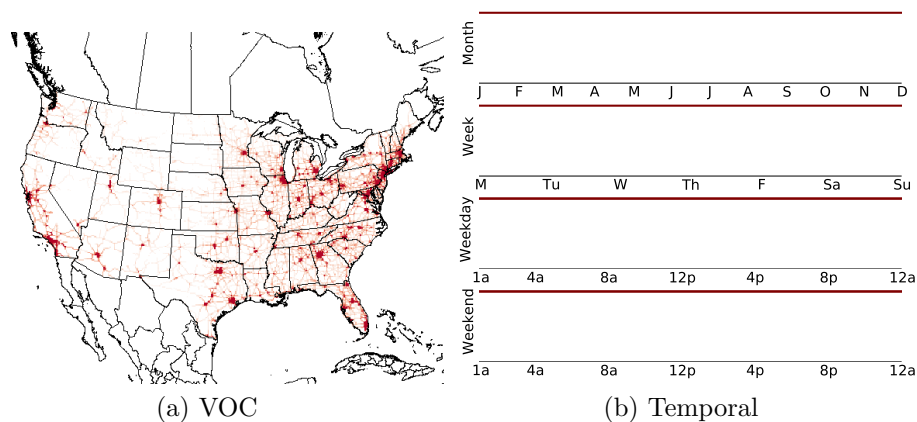 Month
J F M A M J J A S O N D
Week
M Tu W Th F Sa Su
Weekday
1a 4a 8a 12p 4p 8p 12a
Weekend
1a 4a 8a 12p 4p 8p 12a
(a) VOC
(b) Temporal